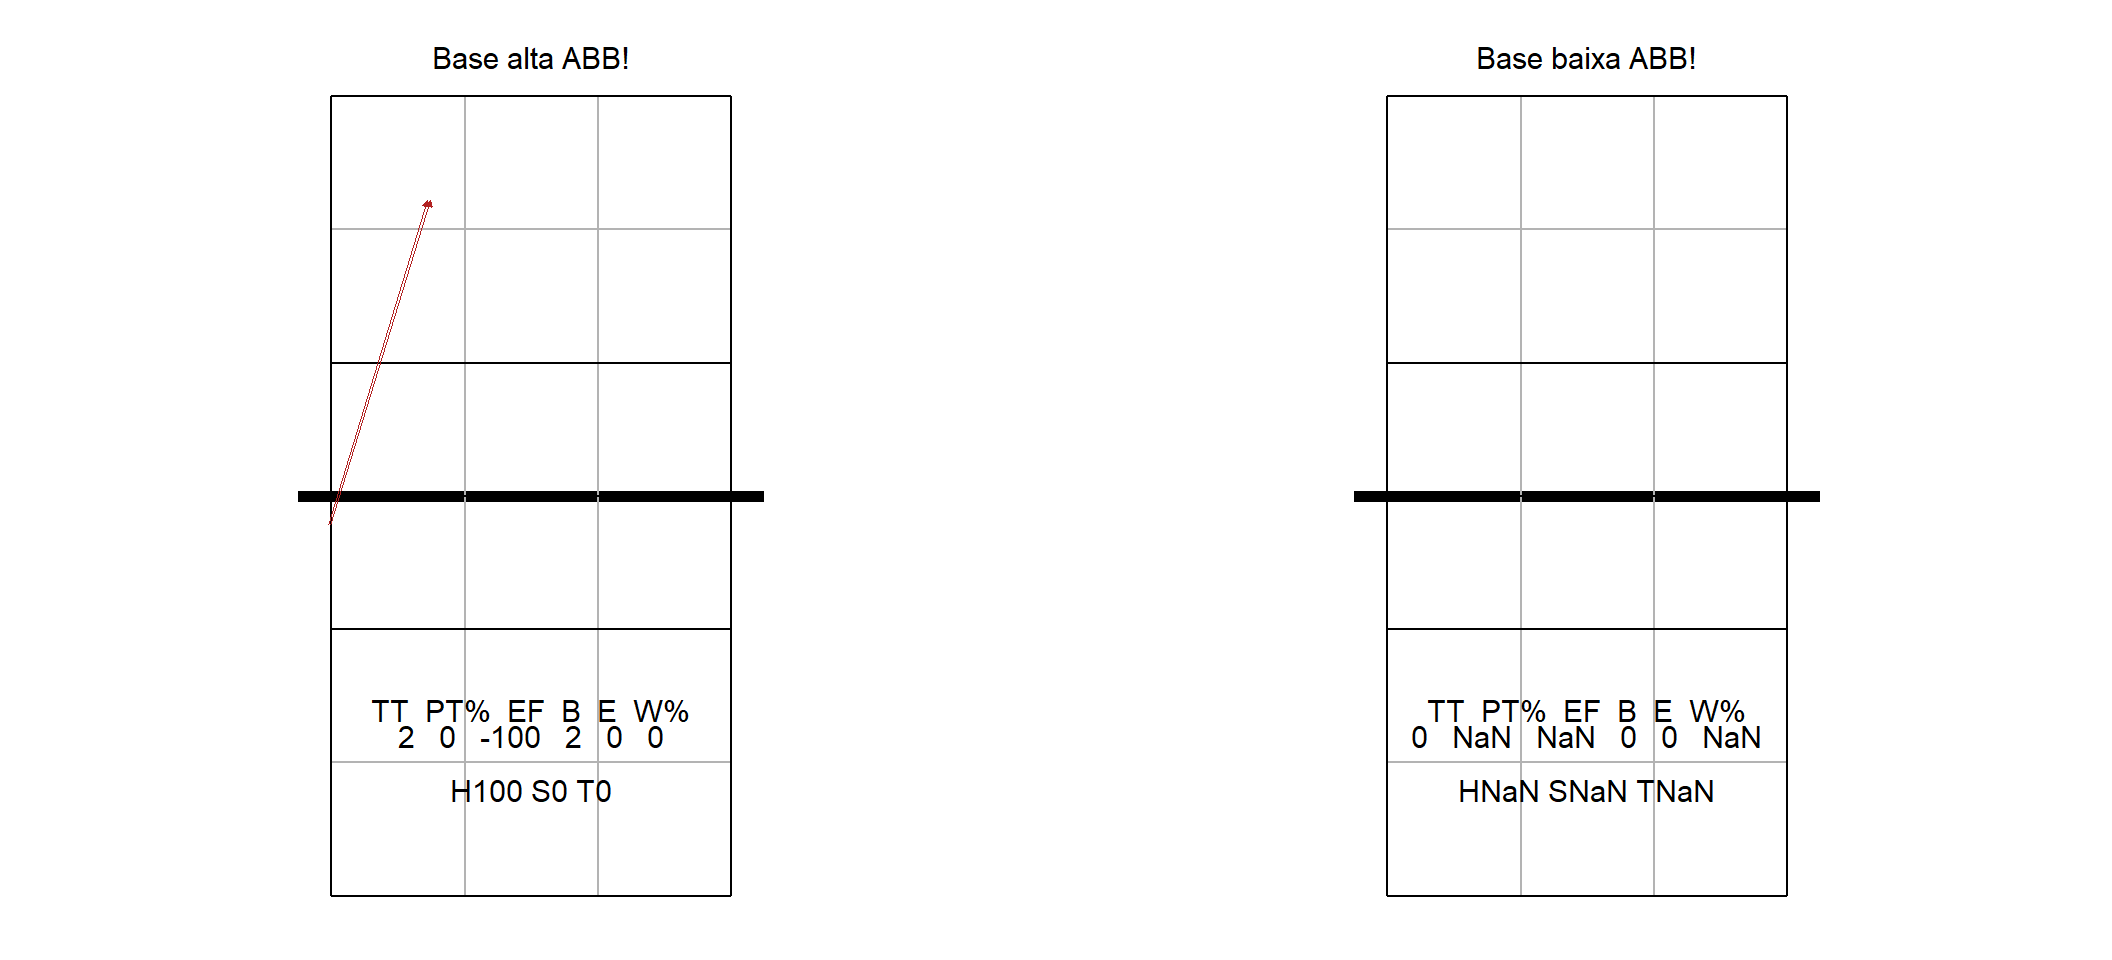 Base alta ABB!
TT PT% EF B E W%
2 0 -100 2 0 0
H100 S0 T0
Base baixa ABB!
TT PT% EF B E W%
0 NaN NaN 0 0 NaN
HNaN SNaN TNaN